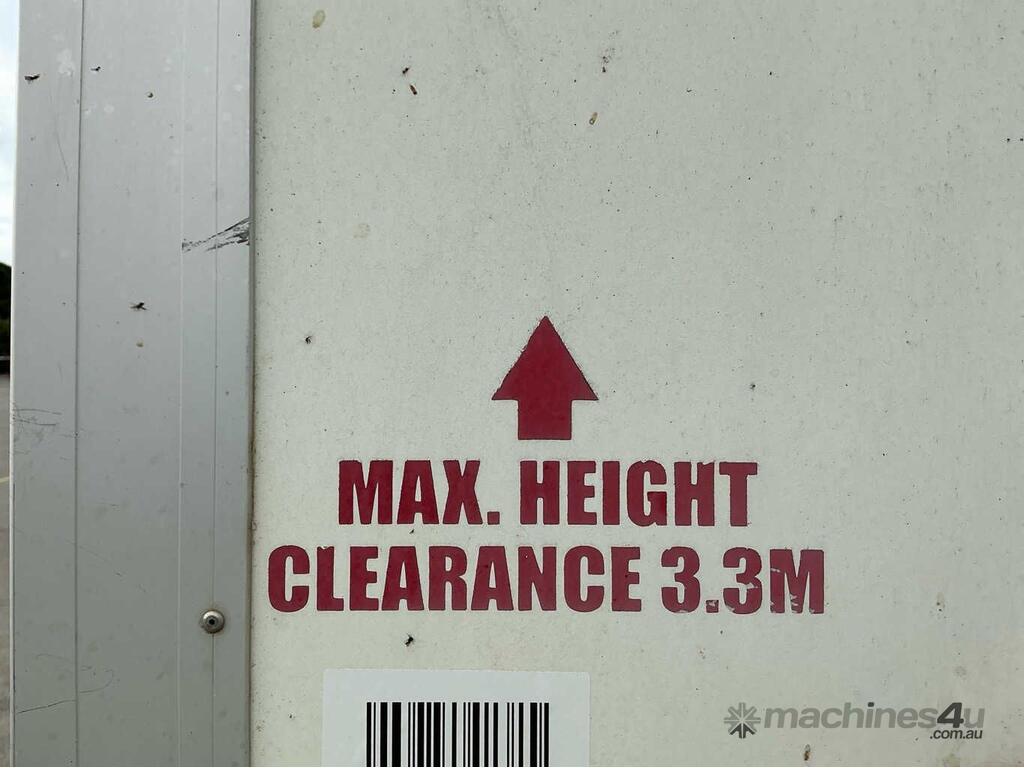 MAX. HEIGHT
CLEARANCE 3.3M
machines4u
.com.au